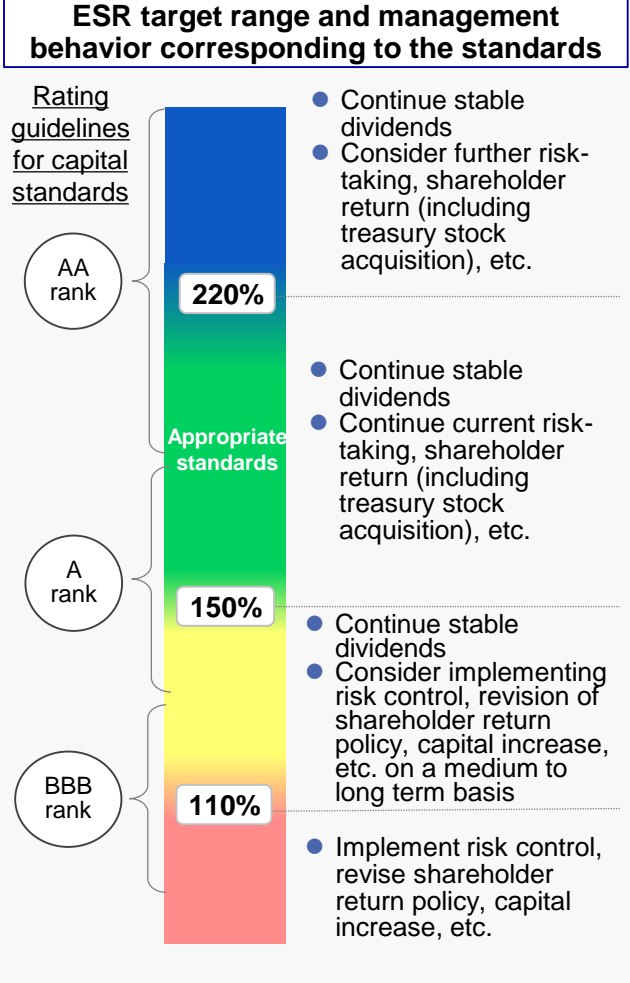 ESR target range and management
behavior corresponding to the standards
Rating
guidelines
for capital
standards
AA
rank
A
rank
BBB
rank
220%
Appropriate
standards
150%
110%
● Continue stable
dividends
● Consider further risk-
taking, shareholder
return (including
treasury stock
acquisition), etc.
● Continue stable
dividends
● Continue current risk-
taking, shareholder
return (including
treasury stock
acquisition), etc.
● Continue stable
dividends
● Consider implementing
risk control, revision of
shareholder return
policy, capital increase,
etc. on a medium to
long term basis
● Implement risk control,
revise shareholder
return policy, capital
increase, etc.